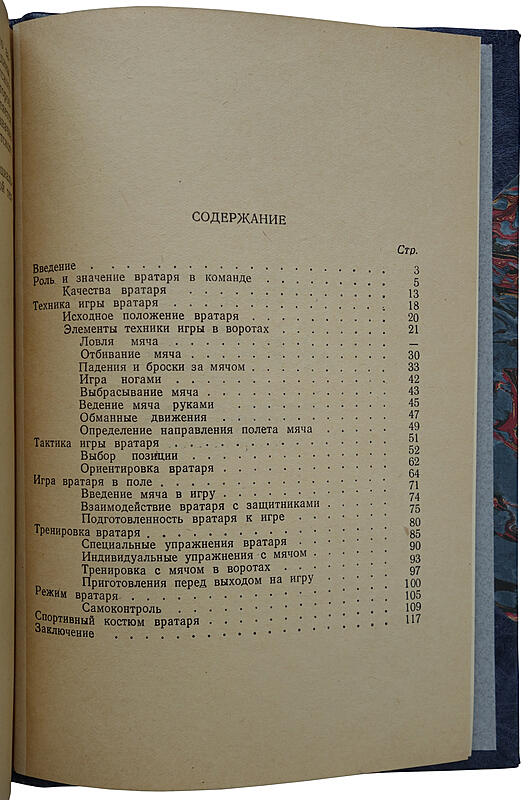 СОДЕРЖАНИЕ
Стр.
Введение . . . . . . . . . . . . . . . . 3
Роль и значение вратаря в команде . . . . . . . 5
Качества вратаря . . . . . . . . . . . . 13
Техника игры вратаря . . . . . . . . . . . . 18
Исходное положение вратаря . . . . . . . . 20
Элементы техники игры в воротах . . . . . . 21
Ловля мяча . . . . . . . . . . . . —
Отбивание мяча . . . . . . . . . . . 30
Падения и броски за мячом . . . . . . . 33
Игра ногами . . . . . . . . . . . . 42
Выбрасывание мяча . . . . . . . . . . 43
Ведение мяча руками . . . . . . . . . 45
Обманные движения . . . . . . . . . . 47
Определение направления полета мяча . . . . 49
Тактика игры вратаря . . . . . . . . . . . . 51
Выбор позиции . . . . . . . . . . . 52
Ориентировка вратаря . . . . . . . . . 62
Игра вратаря в поле . . . . . . . . . . . . 64
Введение мяча в игру . . . . . . . . . 71
Взаимодействие вратаря с защитниками . . . . 74
Подготовленность вратаря к игре . . . . . . 75
Тренировка вратаря . . . . . . . . . . . . . 80
Специальные упражнения вратаря . . . . . . 85
Индивидуальные упражнения с мячом . . . . . 90
Тренировка с мячом в воротах . . . . . . . 93
Приготовления перед выходом на игру . . . . 97
Режим вратаря . . . . . . . . . . . . . . 100
Самоконтроль . . . . . . . . . . . . 105
Спортивный костюм вратаря . . . . . . . . . . 109
Заключение . . . . . . . . . . . . . . . 117